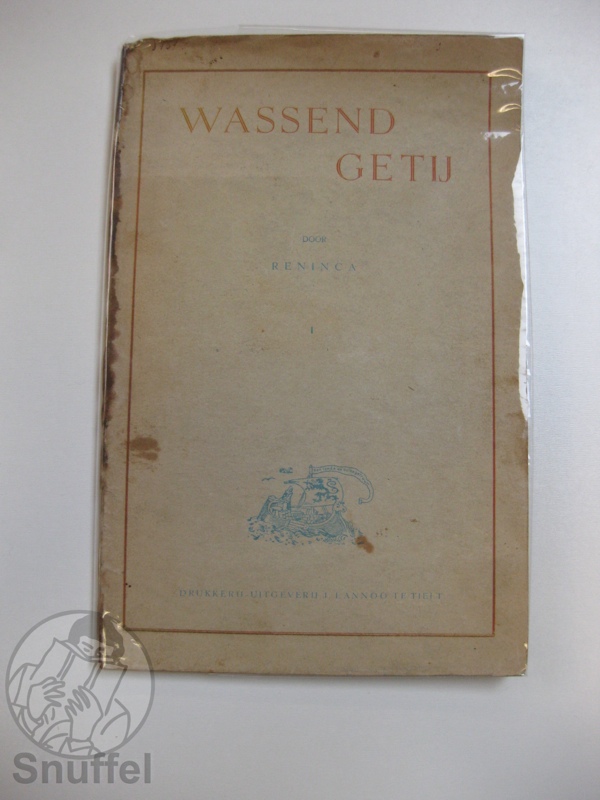 WASSEND
GETIJ
DOOR
RENINCA
I
DRUKKERIJ-UITGEVERIJ J. LANNOO TE TIELT
Snuffel